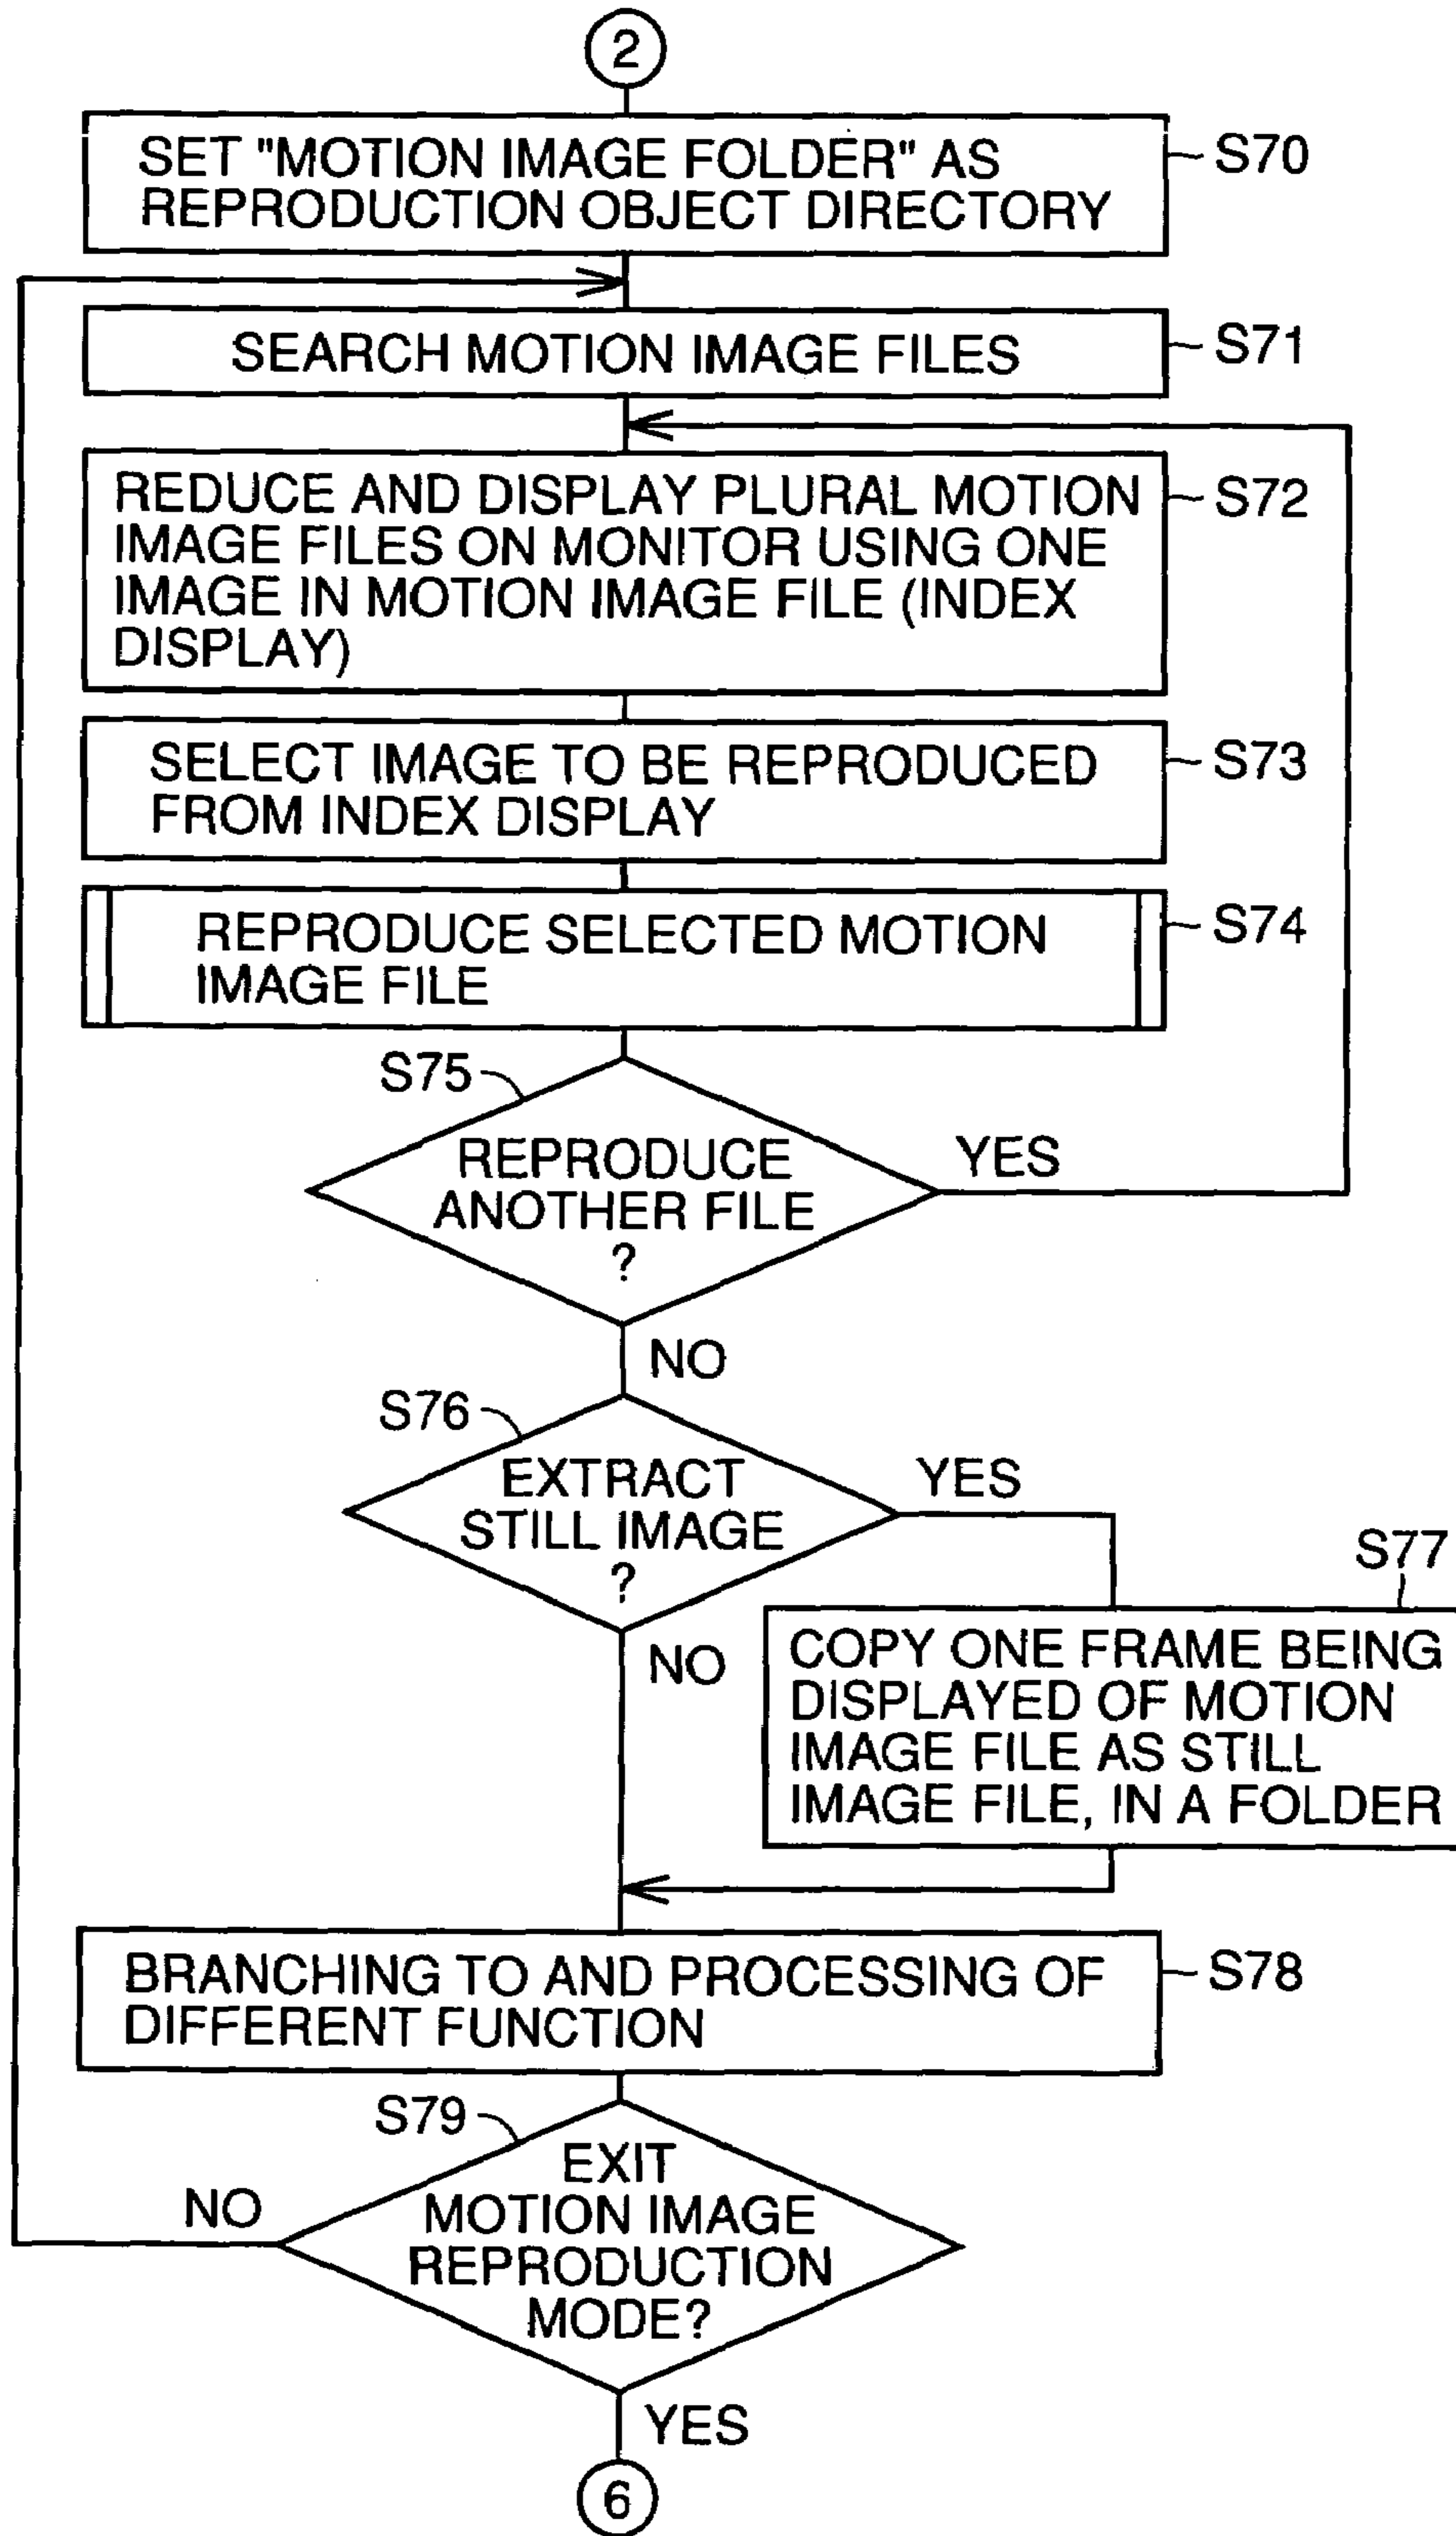 2
SET "MOTION IMAGE FOLDER" AS
REPRODUCTION OBJECT DIRECTORY
S70
SEARCH MOTION IMAGE FILES
S71
REDUCE AND DISPLAY PLURAL MOTION
IMAGE FILES ON MONITOR USING ONE
IMAGE IN MOTION IMAGE FILE (INDEX
DISPLAY)
S72
SELECT IMAGE TO BE REPRODUCED
FROM INDEX DISPLAY
S73
REPRODUCE SELECTED MOTION
IMAGE FILE
S74
S75
REPRODUCE
ANOTHER FILE
?
YES
NO
S76
EXTRACT
STILL IMAGE
?
YES
NO
S77
COPY ONE FRAME BEING
DISPLAYED OF MOTION
IMAGE FILE AS STILL
IMAGE FILE, IN A FOLDER
BRANCHING TO AND PROCESSING OF
DIFFERENT FUNCTION
S78
S79
EXIT
MOTION IMAGE
REPRODUCTION
MODE?
NO
YES
6